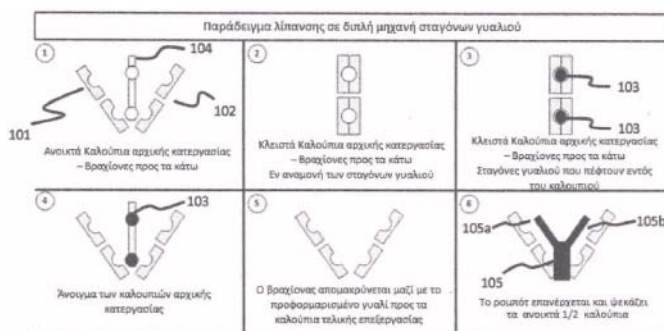 Παράδειγμα λίπανσης σε διπλή μηχανή σταγόνων γυαλιού
1
104
101
102
Ανοικτά Καλούπια αρχικής κατεργασίας
– Βραχίονες προς τα κάτω
2
Κλειστά Καλούπια αρχικής κατεργασίας
– Βραχίονες προς τα κάτω
Εν αναμονή των σταγόνων γυαλιού
3
103
103
Κλειστά Καλούπια αρχικής κατεργασίας
– Βραχίονες προς τα κάτω
Σταγόνες γυαλιού που πέφτουν εντός
του καλουπιού
4
103
Άνοιγμα των καλουπιών αρχικής
κατεργασίας
5
Ο βραχίονας απομακρύνεται μαζί με το
προφορμαρισμένο γυαλί προς τα
καλούπια τελικής επεξεργασίας
6
105a
105b
105
Το ρομπότ επανέρχεται και ψεκάζει
τα ανοικτά 1/2 καλούπια